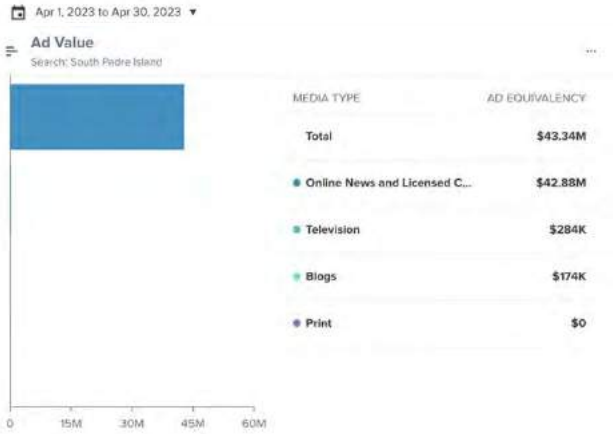 Apr 1, 2023 to Apr 30, 2023 ▼
Ad Value
...
Search: South Padre Island
MEDIA TYPE AD EQUIVALENCY
Total $43.34M
Online News and Licensed C... $42.88M
Television $284K
Blogs $174K
Print $0
0 15M 30M 45M 60M